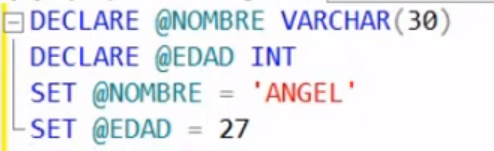 DECLARE @NOMBRE VARCHAR(30)
DECLARE @EDAD INT
SET @NOMBRE = 'ANGEL'
SET @EDAD = 27